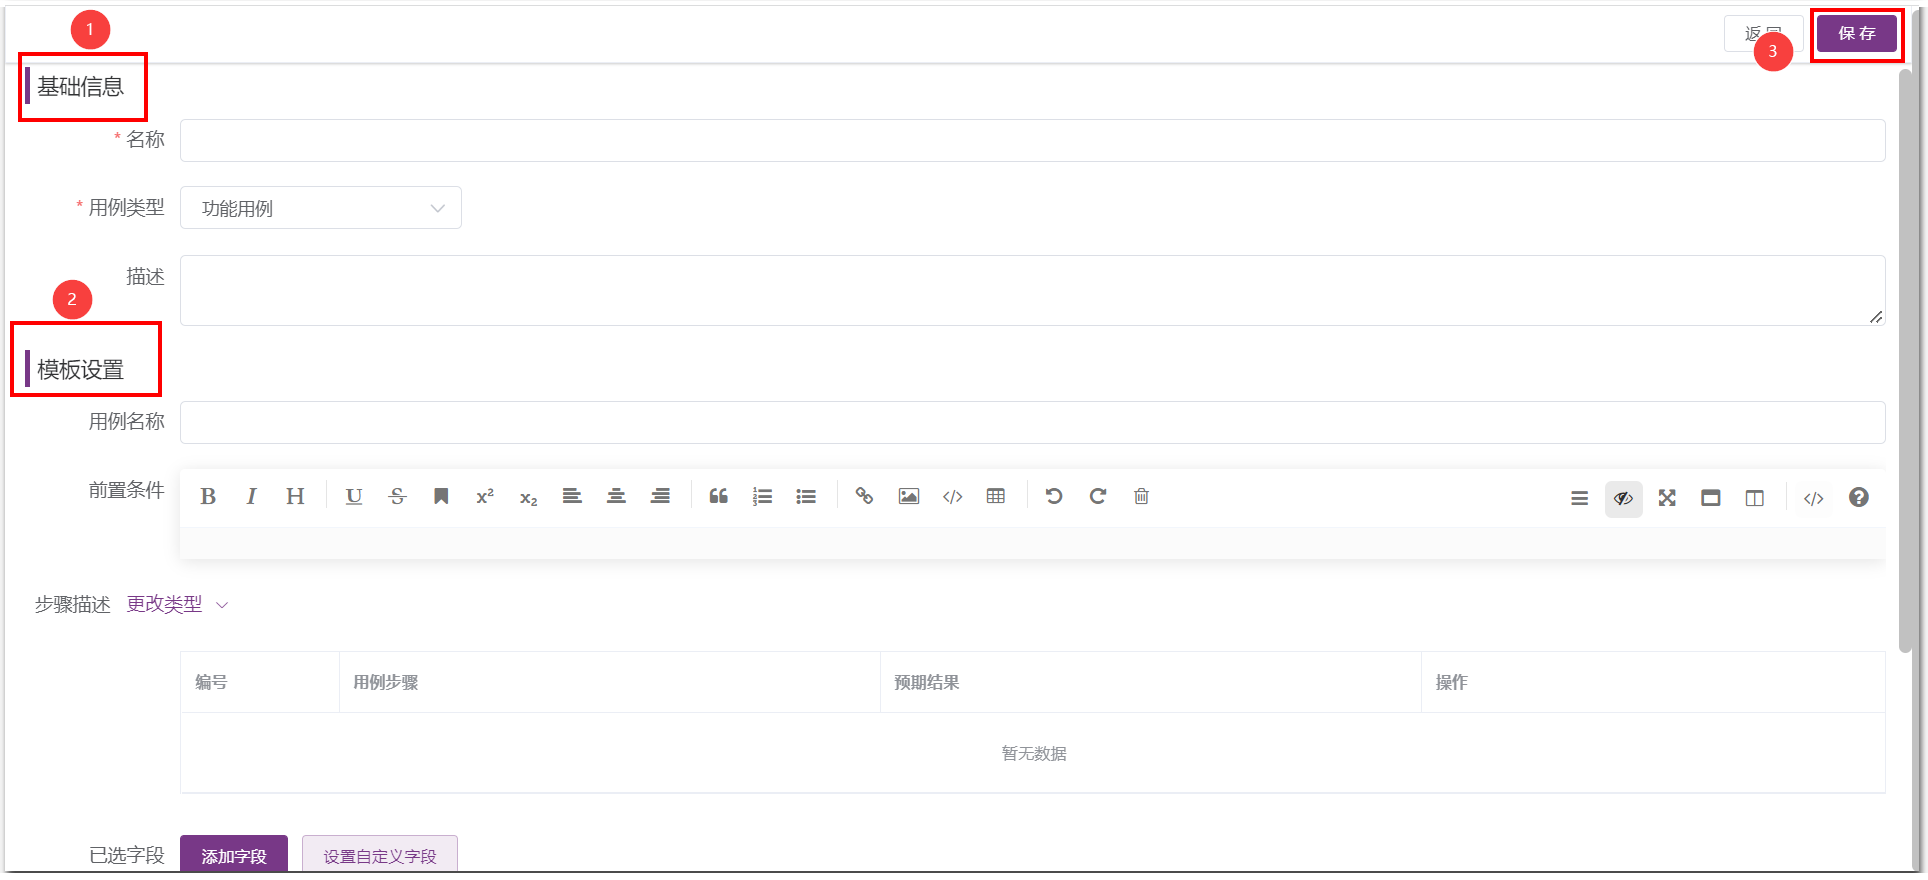 1
返 回
3
保 存
基础信息
* 名称
* 用例类型
功能用例
描述
2
模板设置
用例名称
前置条件
B I H U S x² x₂
步骤描述 更改类型
编号 用例步骤 预期结果 操作
暂无数据
已选字段 添加字段 设置自定义字段